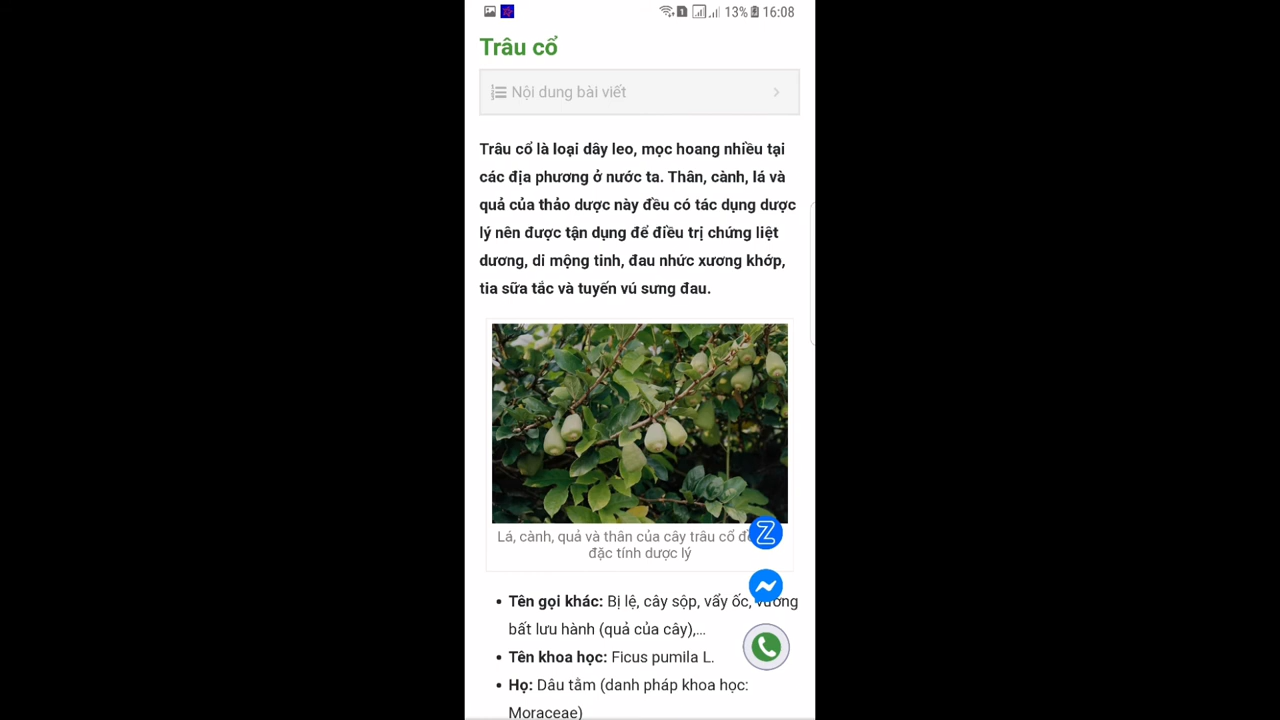 13% 16:08
Trâu cổ
Nội dung bài viết
Trâu cổ là loại dây leo, mọc hoang nhiều tại
các địa phương ở nước ta. Thân, cành, lá và
quả của thảo dược này đều có tác dụng dược
lý nên được tận dụng để điều trị chứng liệt
dương, di mộng tinh, đau nhức xương khớp,
tia sữa tắc và tuyến vú sưng đau.
Lá, cành, quả và thân của cây trâu cổ
đặc tính dược lý
Tên gọi khác: Bị lệ, cây sộp, vẩy ốc, vương
bất lưu hành (quả của cây),...
Tên khoa học: Ficus pumila L.
Họ: Dâu tằm (danh pháp khoa học:
Moraceae)